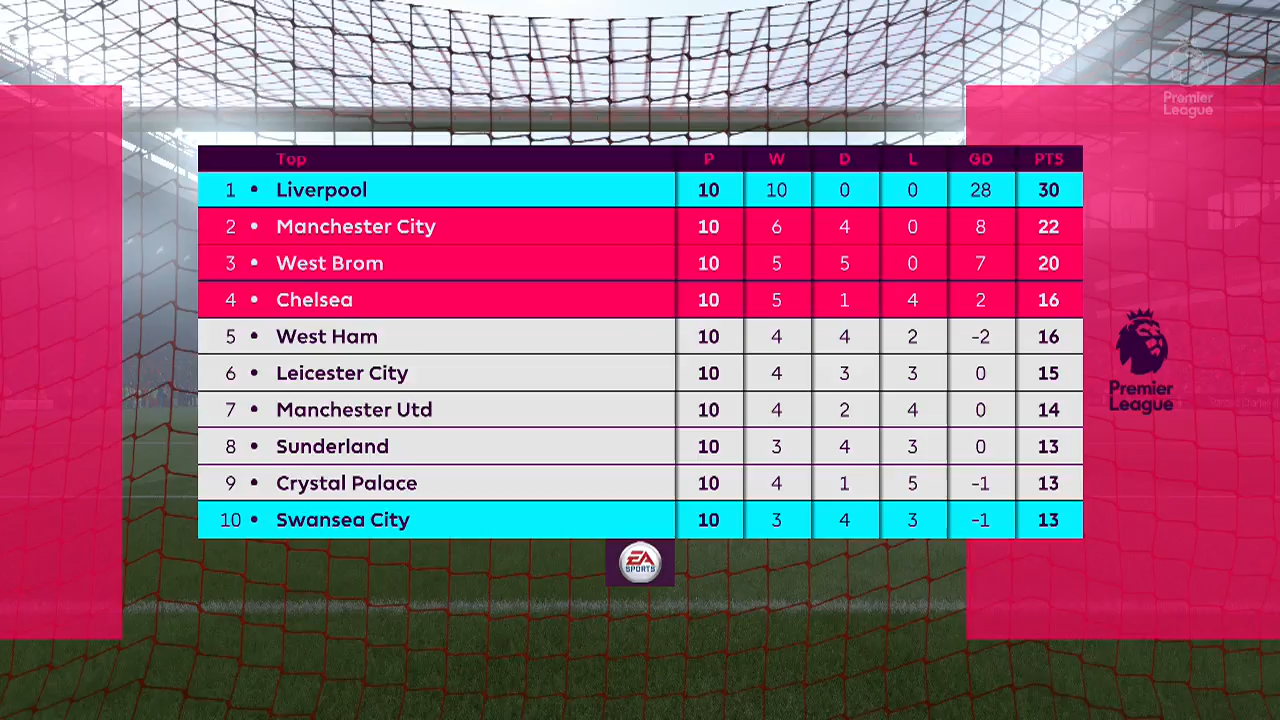 Premier
League
Top P W D L GD PTS
1 • Liverpool 10 10 0 0 28 30
2 • Manchester City 10 6 4 0 8 22
3 • West Brom 10 5 5 0 7 20
4 • Chelsea 10 5 1 4 2 16
5 • West Ham 10 4 4 2 -2 16
6 • Leicester City 10 4 3 3 0 15
7 • Manchester Utd 10 4 2 4 0 14
8 • Sunderland 10 3 4 3 0 13
9 • Crystal Palace 10 4 1 5 -1 13
10 • Swansea City 10 3 4 3 -1 13
Premier
League
EA
SPORTS